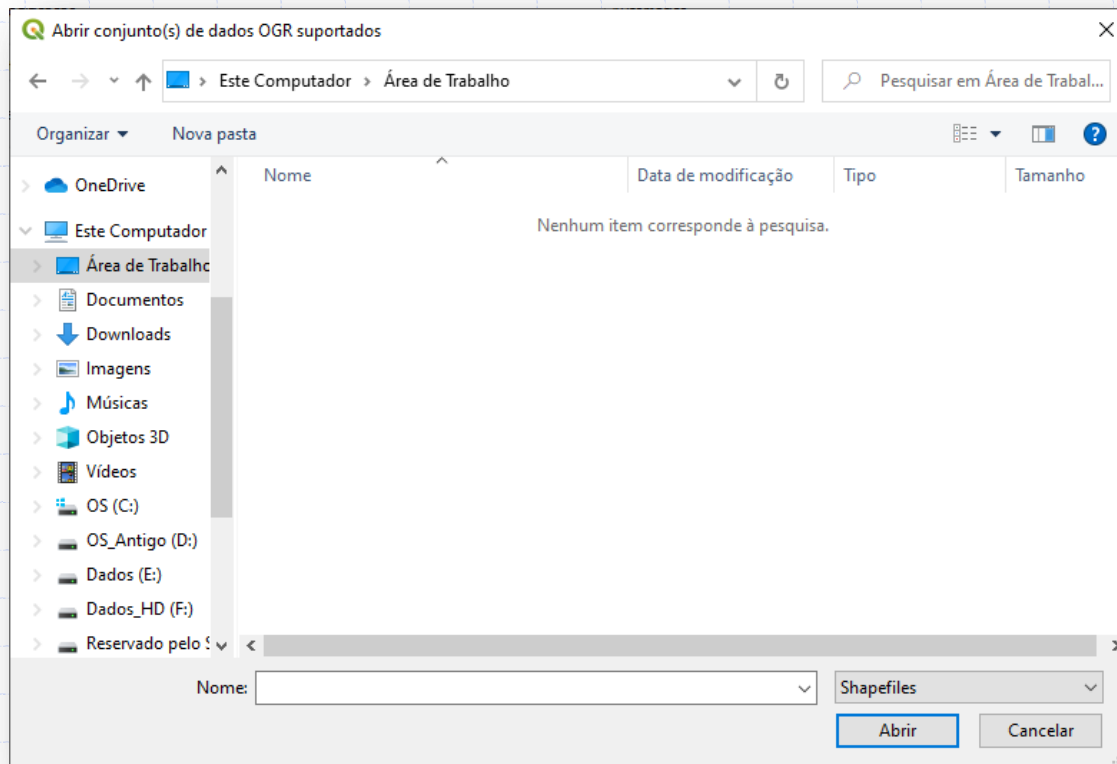 Abrir conjunto(s) de dados OGR suportados
Este Computador > Área de Trabalho
Pesquisar em Área de Trabal...
Organizar
Nova pasta
Nome
Data de modificação
Tipo
Tamanho
OneDrive
Nenhum item corresponde à pesquisa.
Este Computador
Área de Trabalho
Documentos
Downloads
Imagens
Músicas
Objetos 3D
Vídeos
OS (C:)
OS_Antigo (D:)
Dados (E:)
Dados_HD (F:)
Reservado pelo S
Nome:
Shapefiles
Abrir
Cancelar